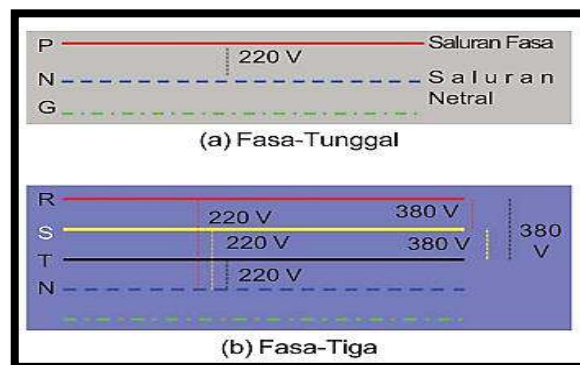 P Saluran Fasa
220 V
N Saluran
Netral
G
(a) Fasa-Tunggal
R
220 V 380 V
S
220 V 380 V 380
V
T
220 V
N
(b) Fasa-Tiga